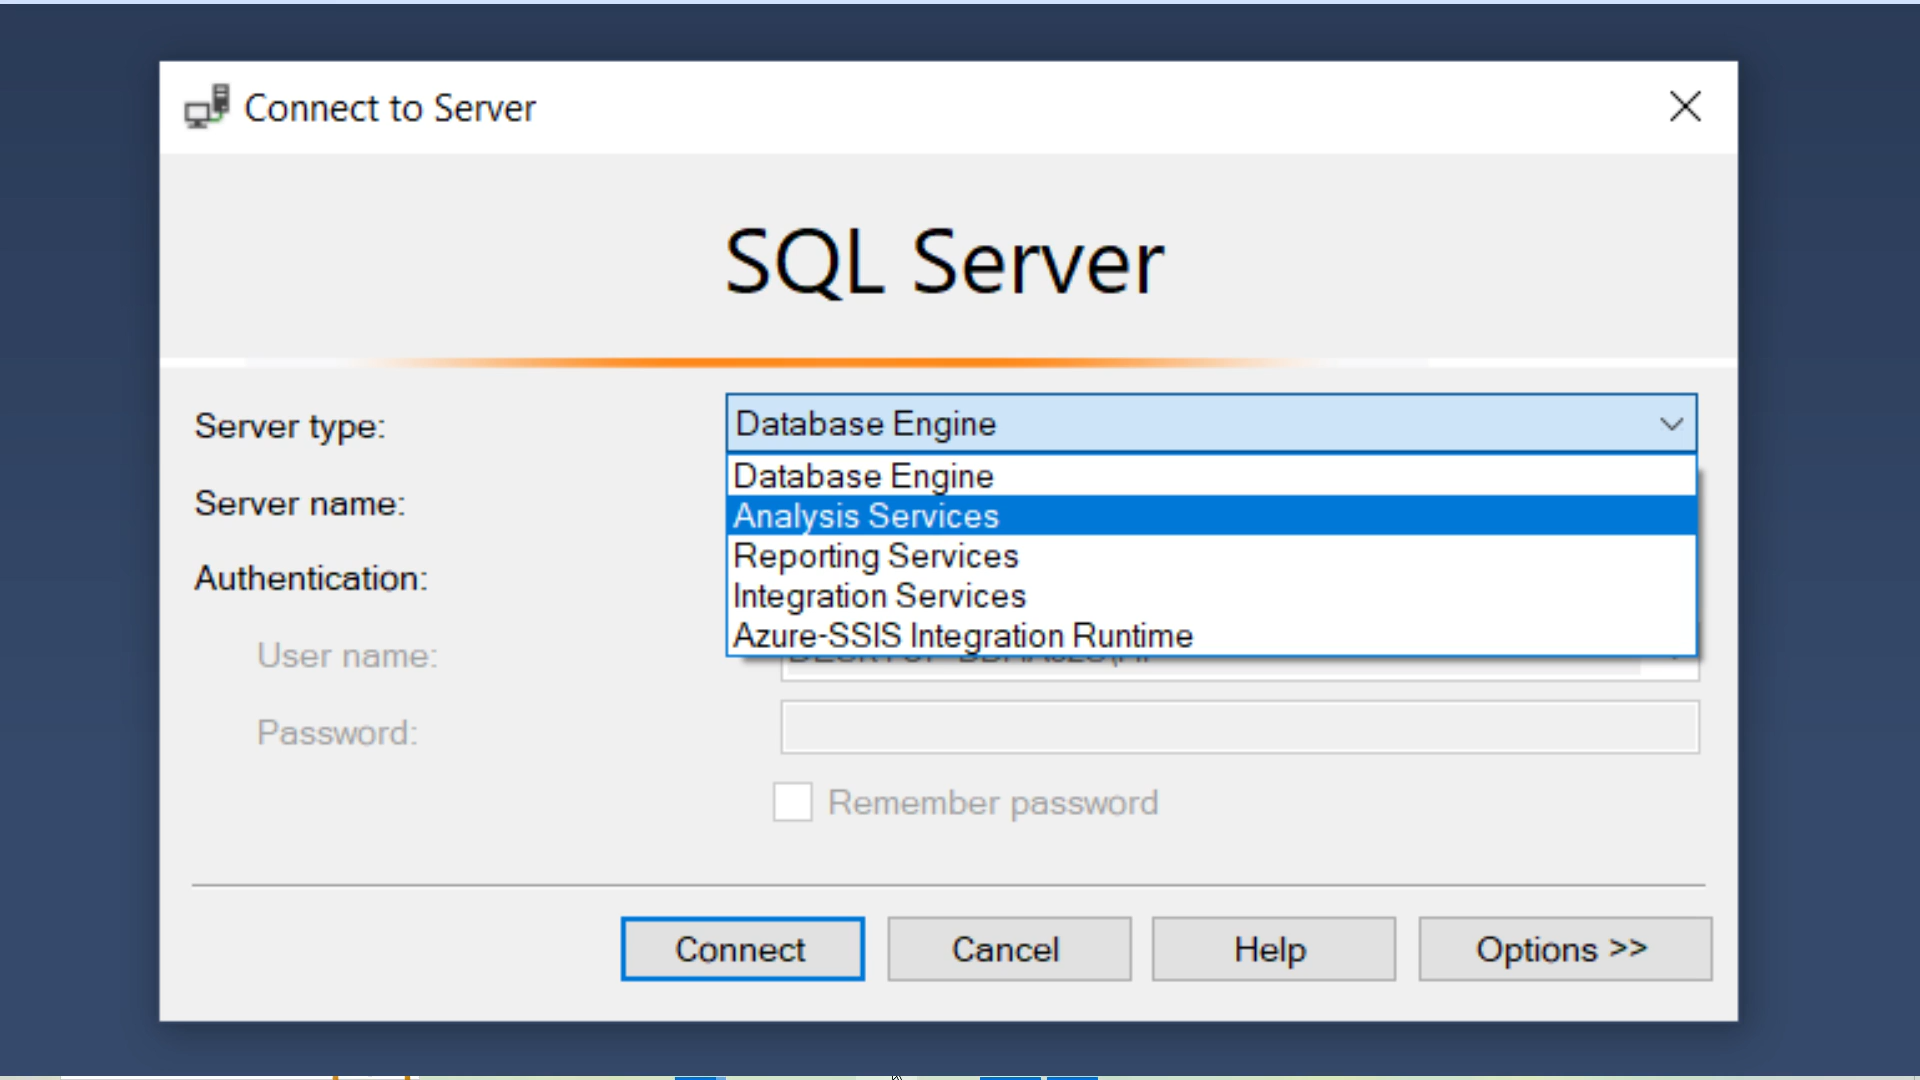 Connect to Server
SQL Server
Server type:
Database Engine
Database Engine
Analysis Services
Reporting Services
Integration Services
Azure-SSIS Integration Runtime
Server name:
Authentication:
User name:
Password:
Remember password
Connect
Cancel
Help
Options >>